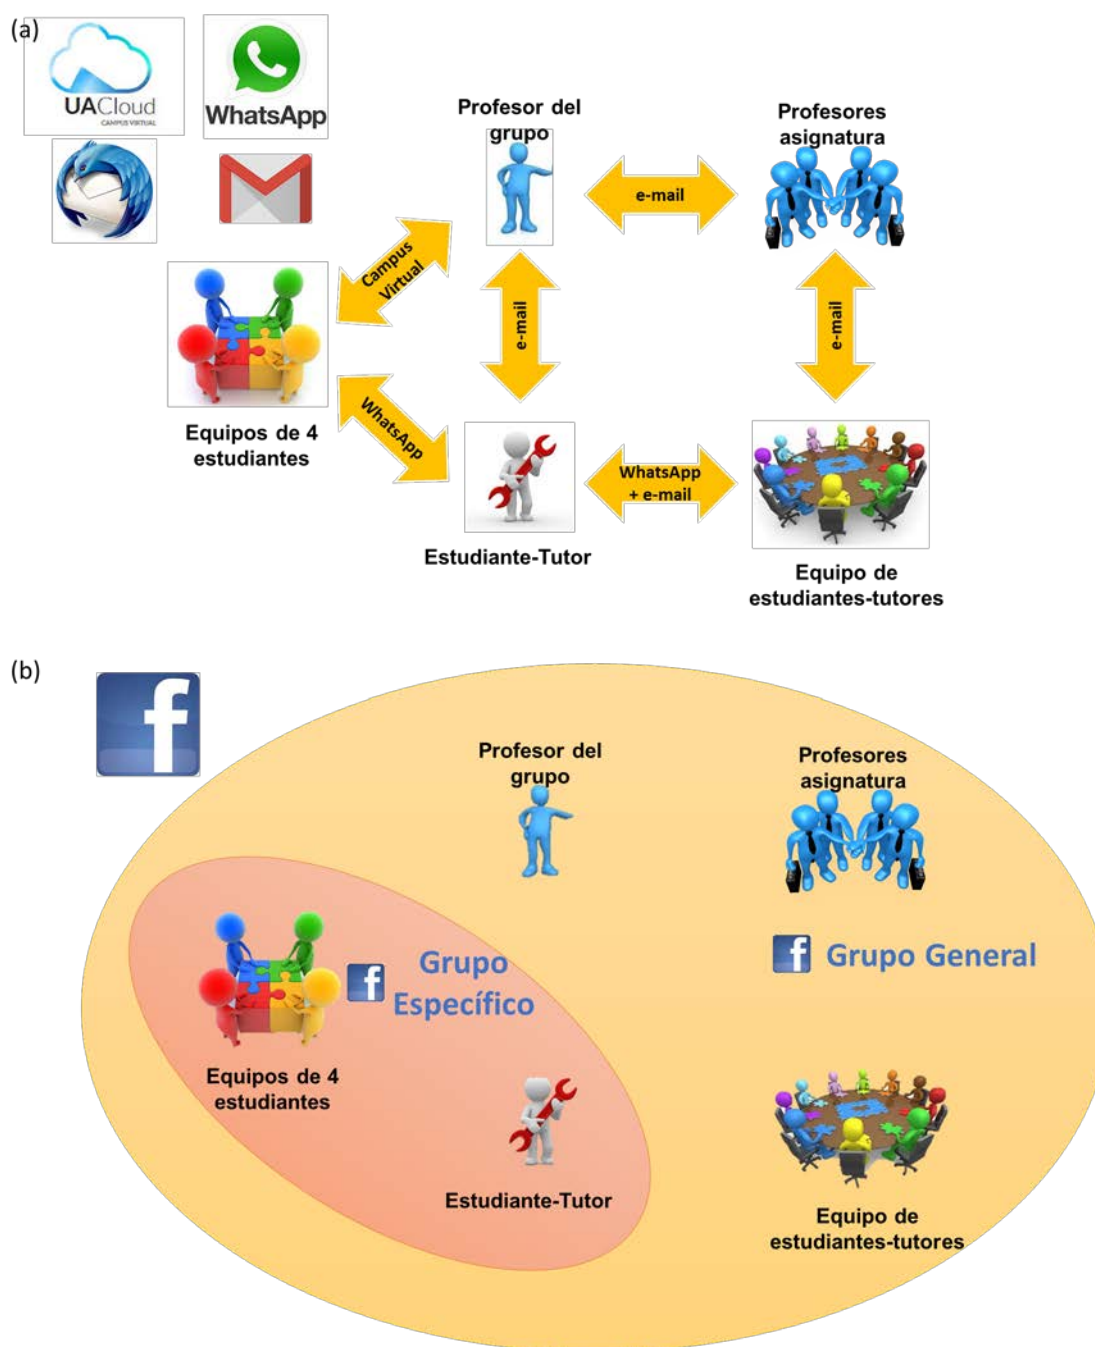 (a)
UACloud
CAMPUS VIRTUAL
WhatsApp
Profesor del
grupo
Profesores
asignatura
e-mail
Campus
Virtual
e-mail
e-mail
WhatsApp
Equipos de 4
estudiantes
WhatsApp
+ e-mail
Estudiante-Tutor
Equipo de
estudiantes-tutores
(b)
f
Profesor del
grupo
Profesores
asignatura
f Grupo
Específico
f Grupo General
Equipos de 4
estudiantes
Estudiante-Tutor
Equipo de
estudiantes-tutores